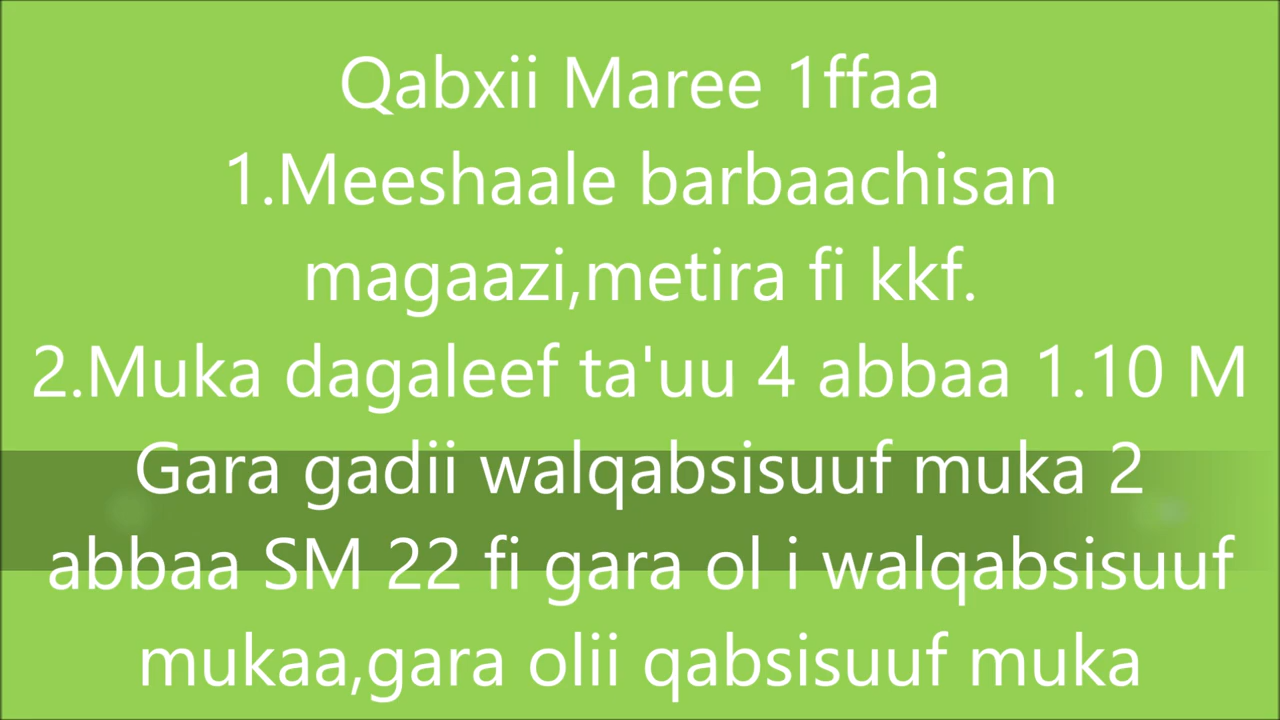 Qabxii Maree 1ffaa
1.Meeshaale barbaachisan
magaazi,metira fi kkf.
2.Muka dagaleef ta'uu 4 abbaa 1.10 M
Gara gadii walqabsisuuf muka 2
abbaa SM 22 fi gara ol i walqabsisuuf
mukaa,gara olii qabsisuuf muka